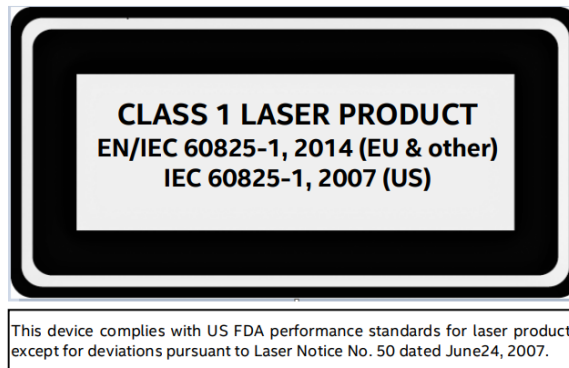 CLASS 1 LASER PRODUCT
EN/IEC 60825-1, 2014 (EU & other)
IEC 60825-1, 2007 (US)
This device complies with US FDA performance standards for laser product
except for deviations pursuant to Laser Notice No. 50 dated June24, 2007.